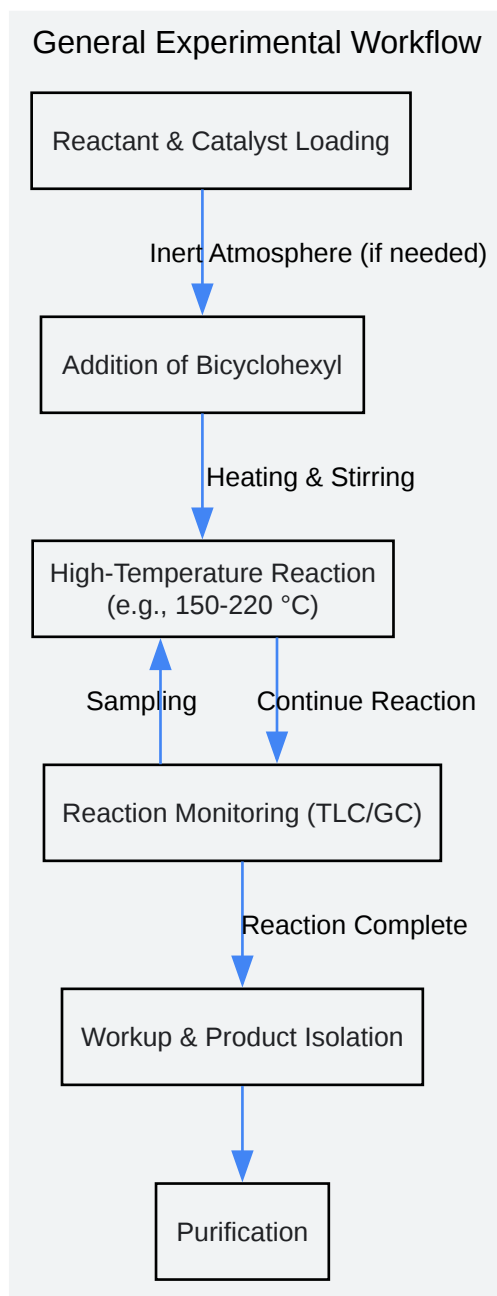 General Experimental Workflow
Reactant & Catalyst Loading
Inert Atmosphere (if needed)
Addition of Bicyclohexyl
Heating & Stirring
High-Temperature Reaction
(e.g., 150-220 °C)
Sampling
Continue Reaction
Reaction Monitoring (TLC/GC)
Reaction Complete
Workup & Product Isolation
Purification